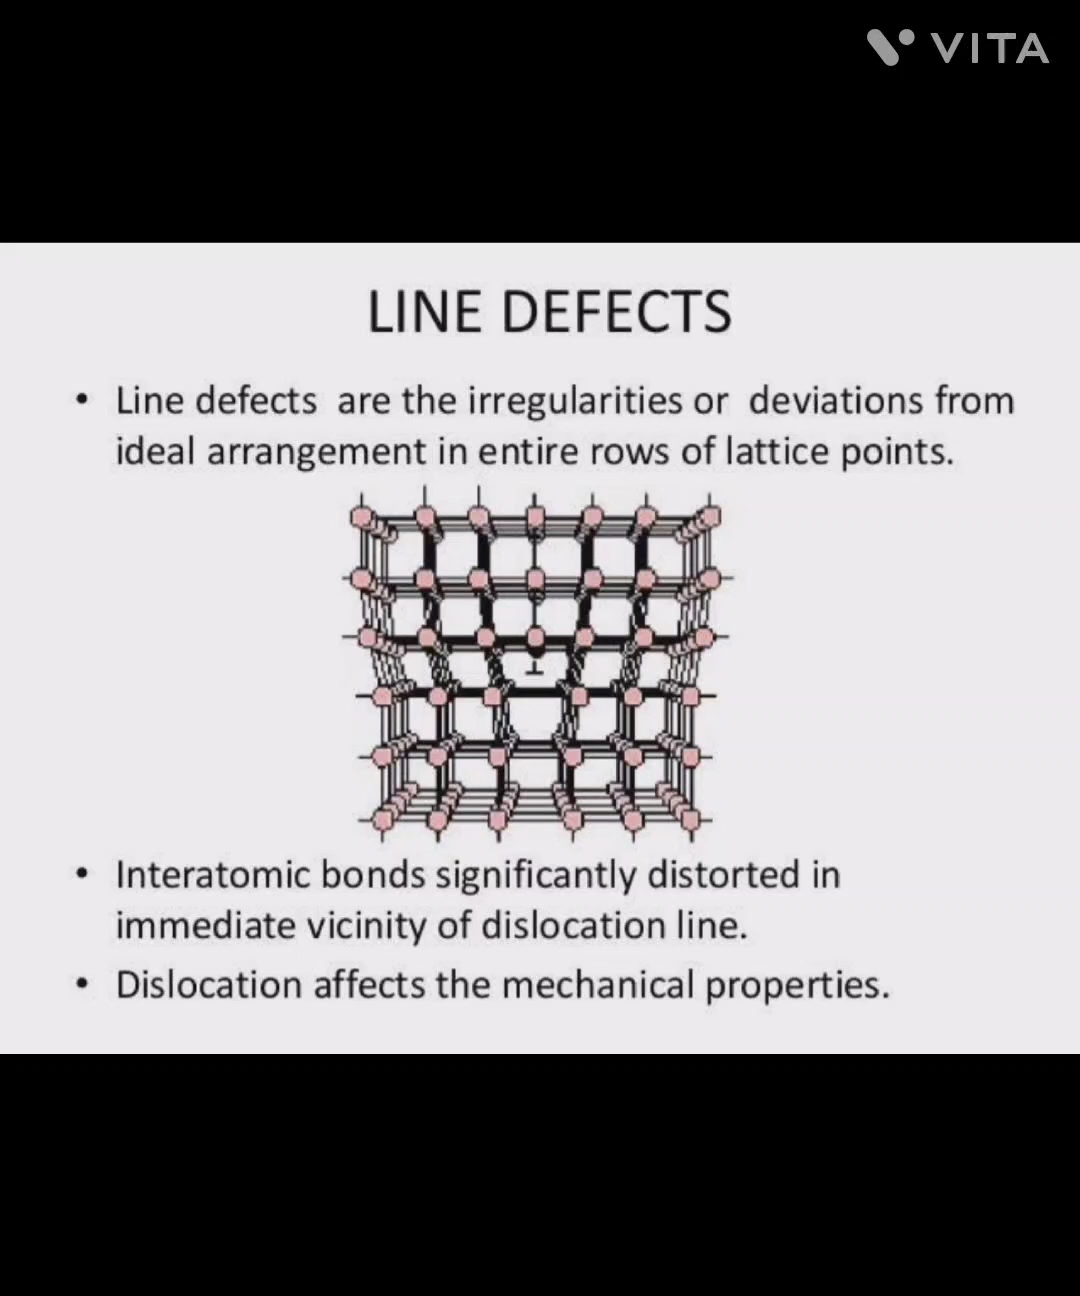 VITA
LINE DEFECTS
• Line defects are the irregularities or deviations from
ideal arrangement in entire rows of lattice points.
• Interatomic bonds significantly distorted in
immediate vicinity of dislocation line.
• Dislocation affects the mechanical properties.